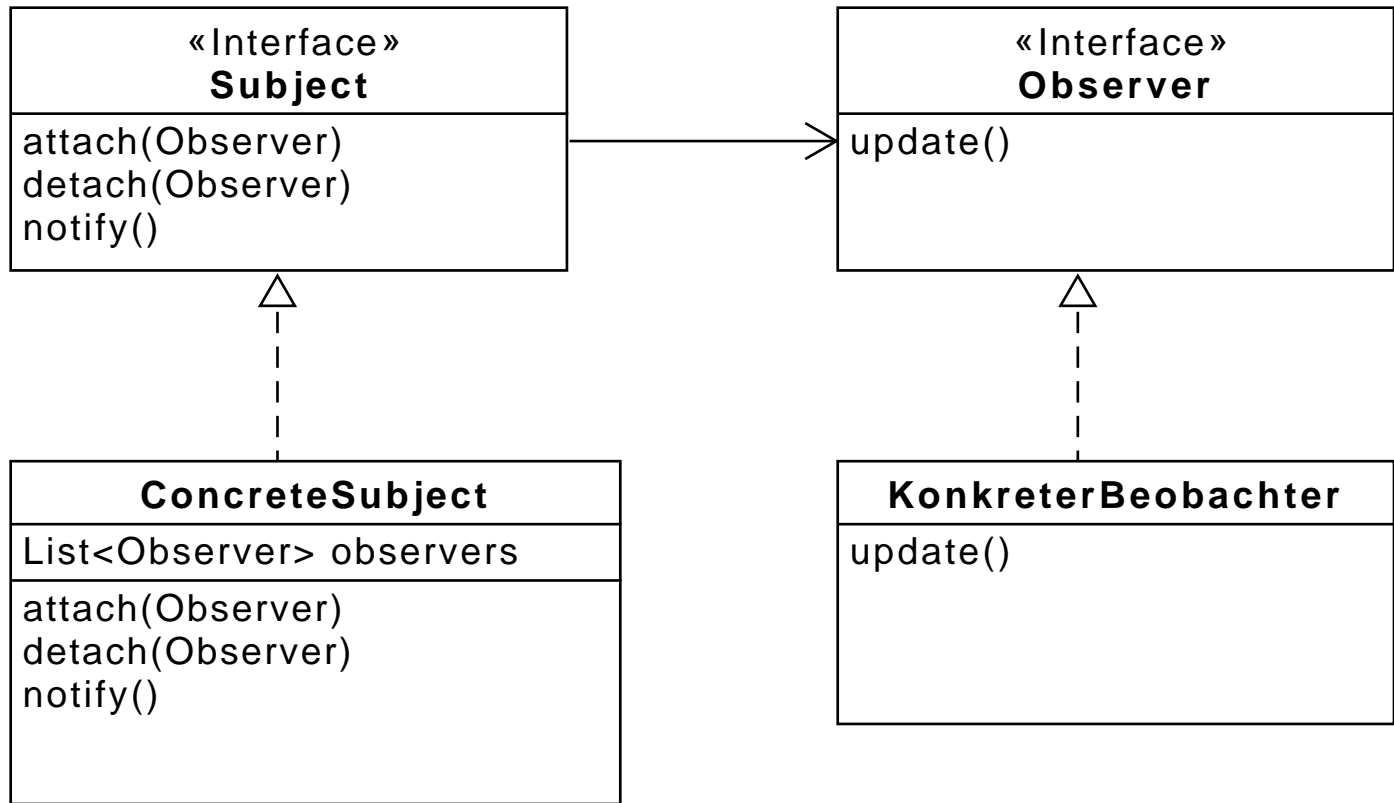 «Interface»
Subject
attach(Observer)
detach(Observer)
notify()
«Interface»
Observer
update()
ConcreteSubject
List<Observer> observers
attach(Observer)
detach(Observer)
notify()
KonkreterBeobachter
update()